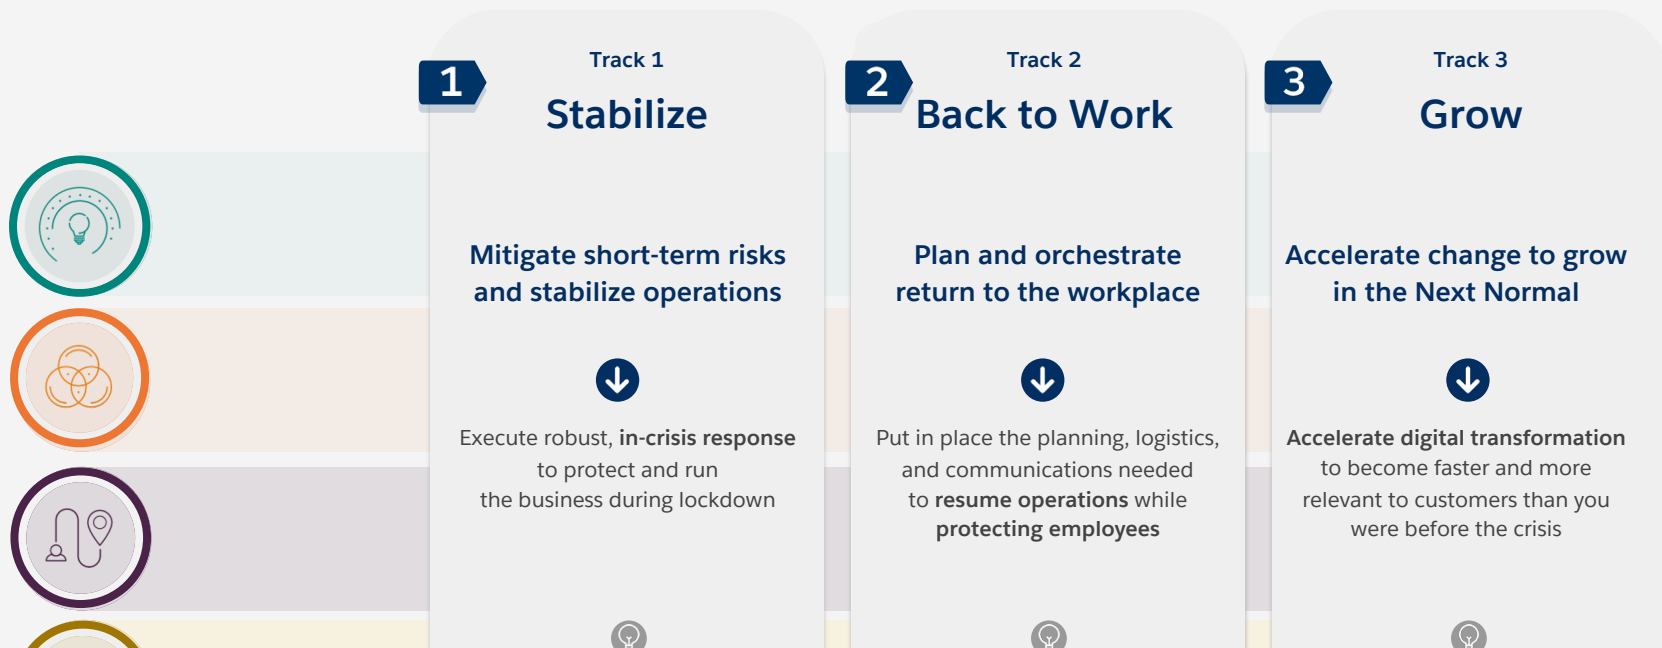 1
Track 1
Stabilize
Mitigate short-term risks
and stabilize operations
Execute robust, in-crisis response
to protect and run
the business during lockdown
2
Track 2
Back to Work
Plan and orchestrate
return to the workplace
Put in place the planning, logistics,
and communications needed
to resume operations while
protecting employees
3
Track 3
Grow
Accelerate change to grow
in the Next Normal
Accelerate digital transformation
to become faster and more
relevant to customers than you
were before the crisis